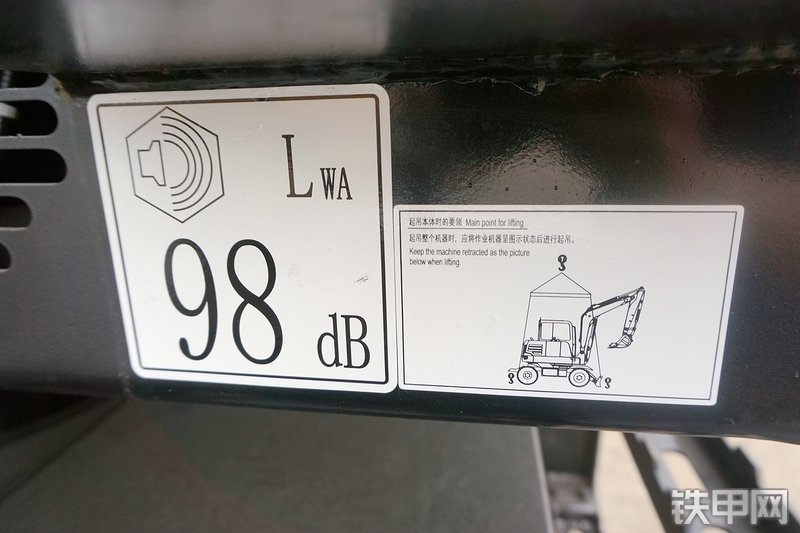 LWA
98 dB
起吊本体时的要领 Main point for lifting
起吊整个机器时，应将作业机器呈图示状态后进行起吊。
Keep the machine retracted as the picture
below when lifting.
铁甲网